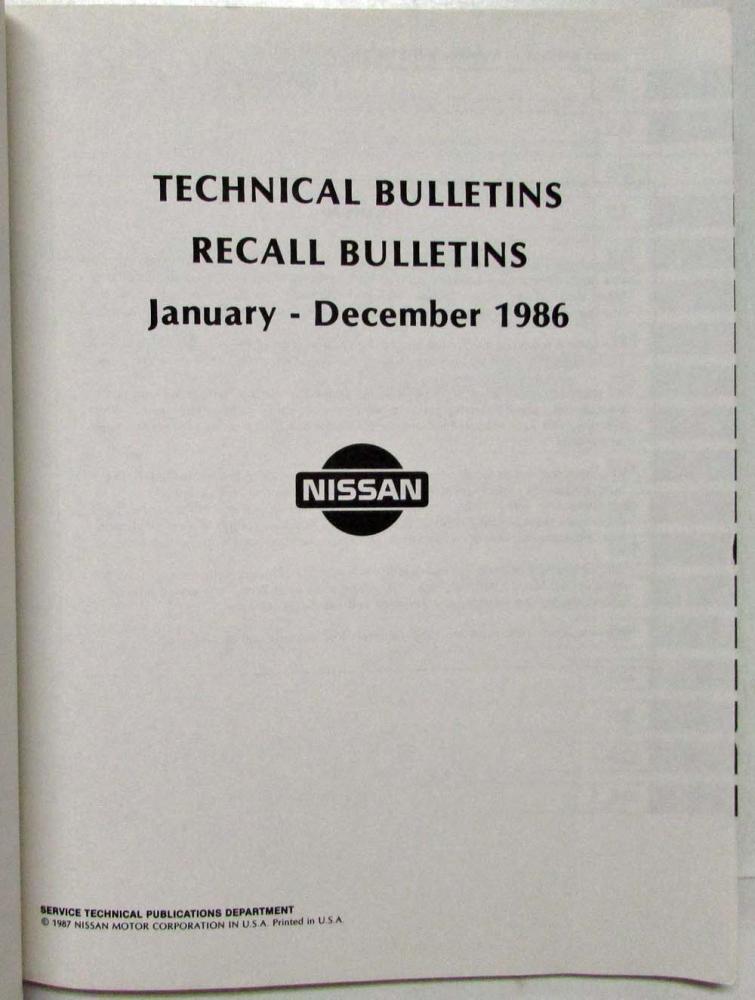 TECHNICAL BULLETINS
RECALL BULLETINS
January - December 1986
NISSAN
SERVICE TECHNICAL PUBLICATIONS DEPARTMENT
© 1987 NISSAN MOTOR CORPORATION IN U.S.A. Printed in U.S.A.